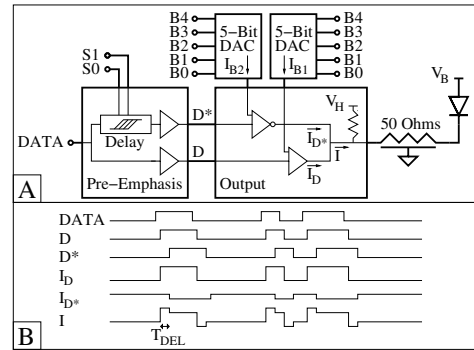 B4
B3
B2
B1
B0
5-Bit
DAC
I_B2
5-Bit
DAC
I_B1
B4
B3
B2
B1
B0
S1
S0
Delay
DATA
D*
D
Pre-Emphasis
Output
V_H
I_D*
I
I_D
50 Ohms
V_B
A
DATA
D
D*
I_D
I_D*
I
T_DEL
B